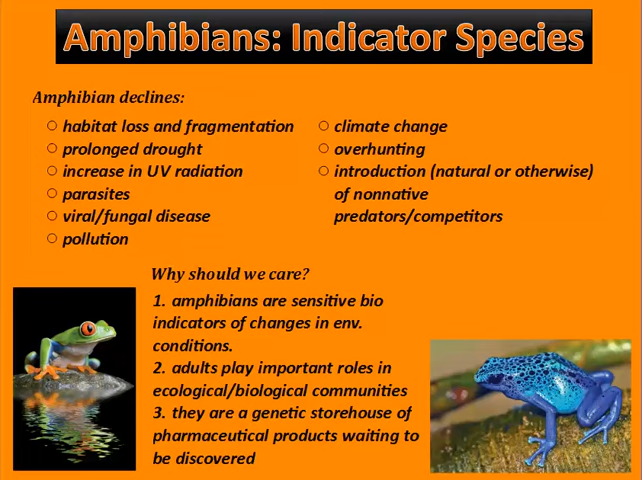 Amphibians: Indicator Species
Amphibian declines:
○ habitat loss and fragmentation
○ prolonged drought
○ increase in UV radiation
○ parasites
○ viral/fungal disease
○ pollution
○ climate change
○ overhunting
○ introduction (natural or otherwise)
of nonnative
predators/competitors
Why should we care?
1. amphibians are sensitive bio
indicators of changes in env.
conditions.
2. adults play important roles in
ecological/biological communities
3. they are a genetic storehouse of
pharmaceutical products waiting to
be discovered